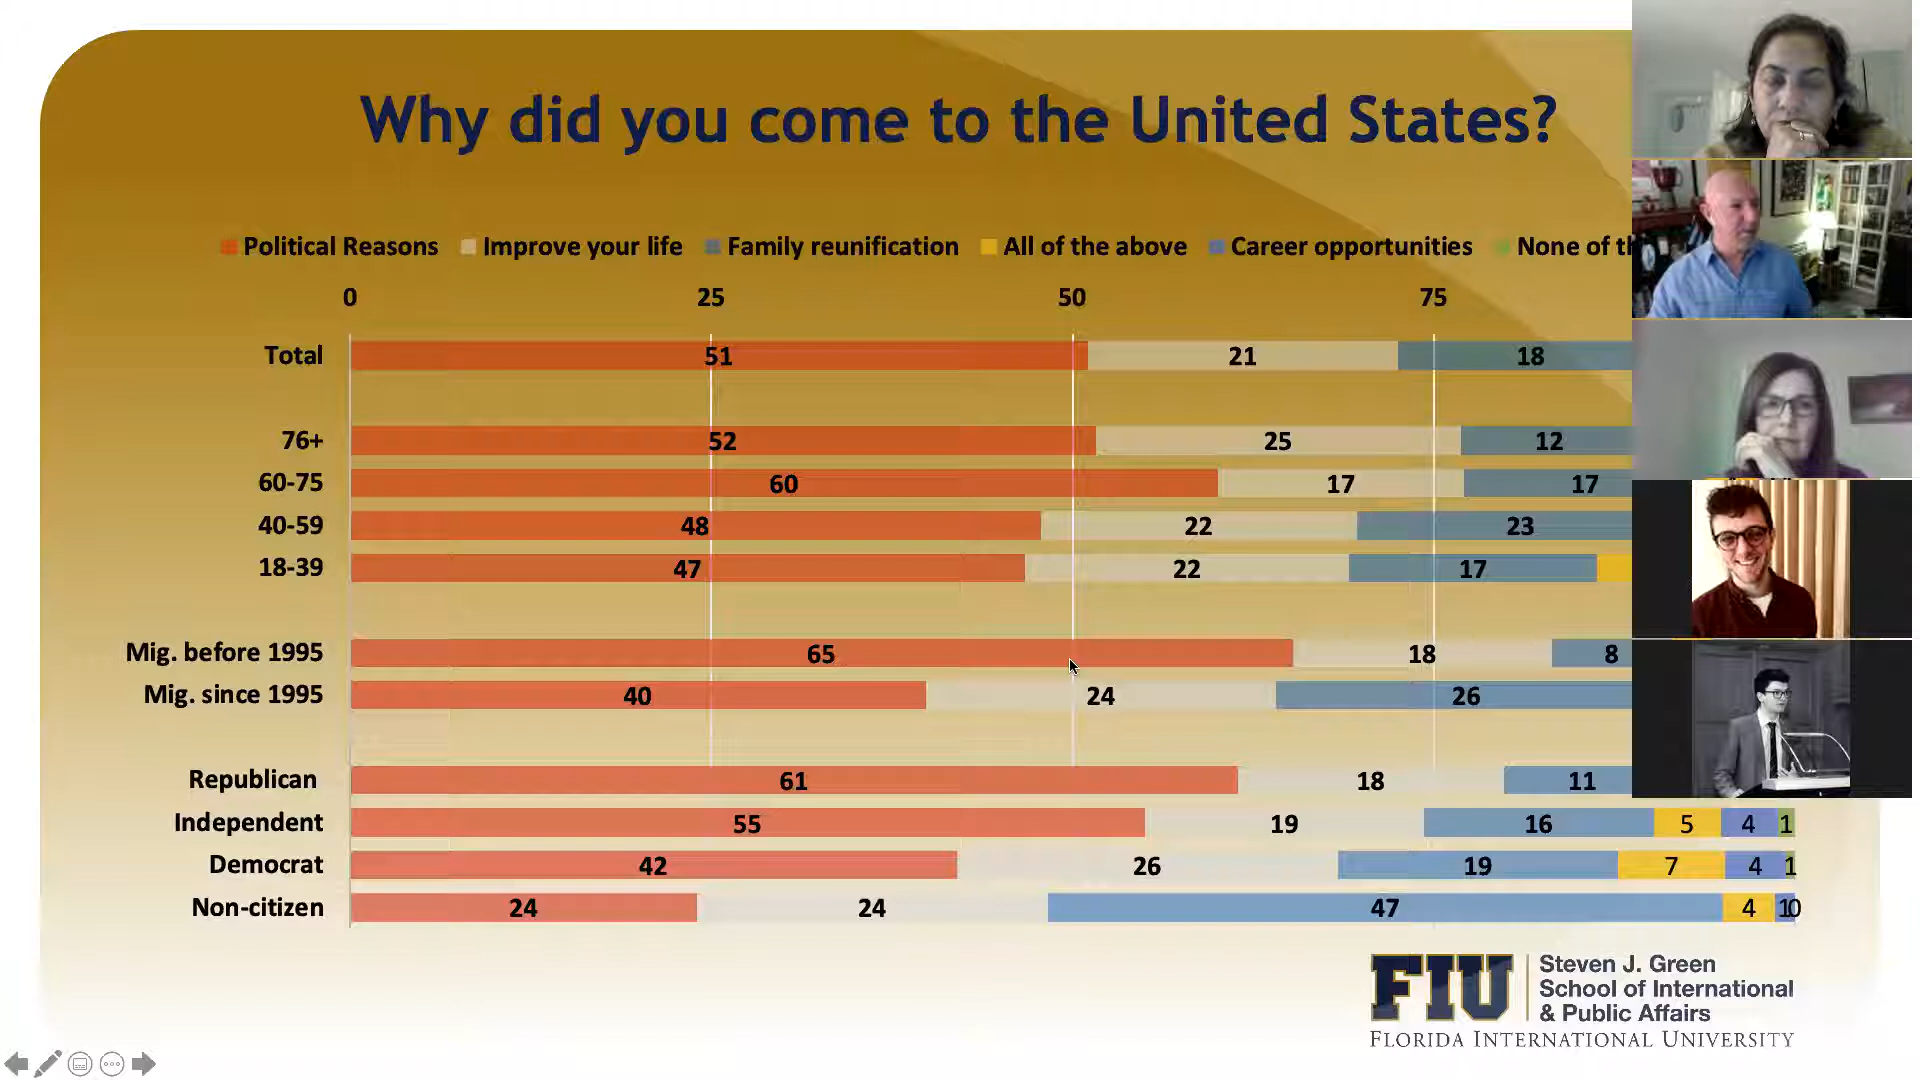 Why did you come to the United States?
Political Reasons Improve your life Family reunification All of the above Career opportunities None of
0 25 50 75
Total 51 21 18
76+ 52 25 12
60-75 60 17 17
40-59 48 22 23
18-39 47 22 17
Mig. before 1995 65 18 8
Mig. since 1995 40 24 26
Republican 61 18 11
Independent 55 19 16 5 4 1
Democrat 42 26 19 7 4 1
Non-citizen 24 24 47 4 1 0
FIU
Steven J. Green
School of International
& Public Affairs
FLORIDA INTERNATIONAL UNIVERSITY